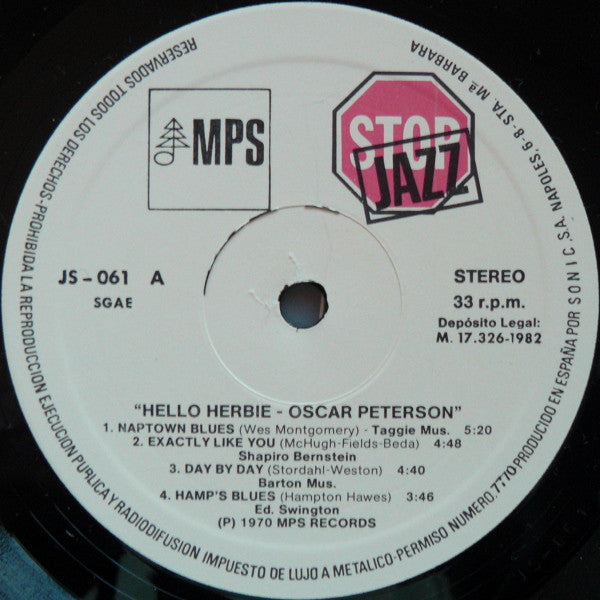 RESERVADOS TODOS LOS DERECHOS-PROHIBIDA LA REPRODUCCION EJECUCION PUBLICA Y RADIODIFUSION IMPUESTO DE LUJO A METALICO-PERMISO NUMERO.7770 PRODUCIDO EN ESPAÑA POR SONIC, S.A. NAPOLES, 6-8-STA. Mª BARBARA
MPS
STOP
JAZZ
JS-061 A
SGAE
STEREO
33 r.p.m.
Depósito Legal:
M. 17.326-1982
"HELLO HERBIE - OSCAR PETERSON"
1. NAPTOWN BLUES (Wes Montgomery) - Taggie Mus. 5:20
2. EXACTLY LIKE YOU (McHugh-Fields-Beda) 4:48
Shapiro Bernstein
3. DAY BY DAY (Stordahl-Weston) 4:40
Barton Mus.
4. HAMP'S BLUES (Hampton Hawes) 3:46
Ed. Swington
(P) 1970 MPS RECORDS